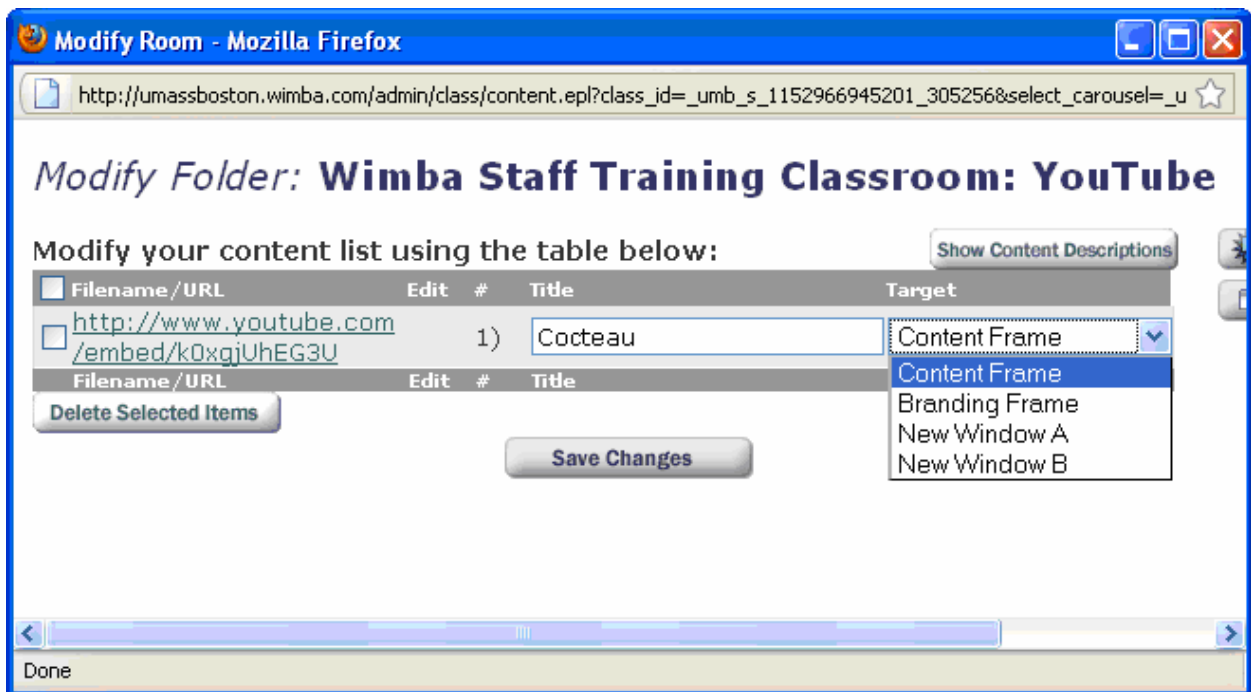 Modify Room - Mozilla Firefox
http://umassboston.wimba.com/admin/class/content.epl?class_id=_umb_s_1152966945201_305256&select_carousel=_u
Modify Folder: Wimba Staff Training Classroom: YouTube
Modify your content list using the table below:
Show Content Descriptions
Filename/URL Edit # Title Target
http://www.youtube.com
/embed/k0xgjUhEG3U
1) Cocteau Content Frame
Filename/URL Edit # Title
Content Frame
Branding Frame
New Window A
New Window B
Delete Selected Items
Save Changes
Done